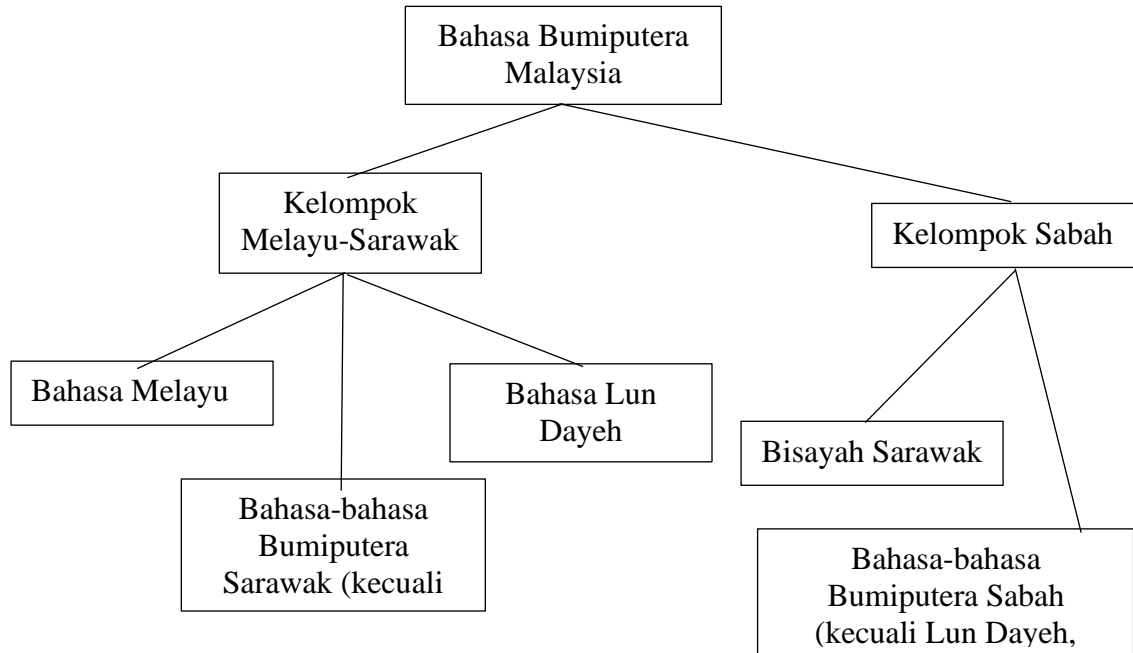 Bahasa Bumiputera
Malaysia
Kelompok
Melayu-Sarawak
Kelompok Sabah
Bahasa Melayu
Bahasa Lun
Dayeh
Bisayah Sarawak
Bahasa-bahasa
Bumiputera
Sarawak (kecuali
Bahasa-bahasa
Bumiputera Sabah
(kecuali Lun Dayeh,